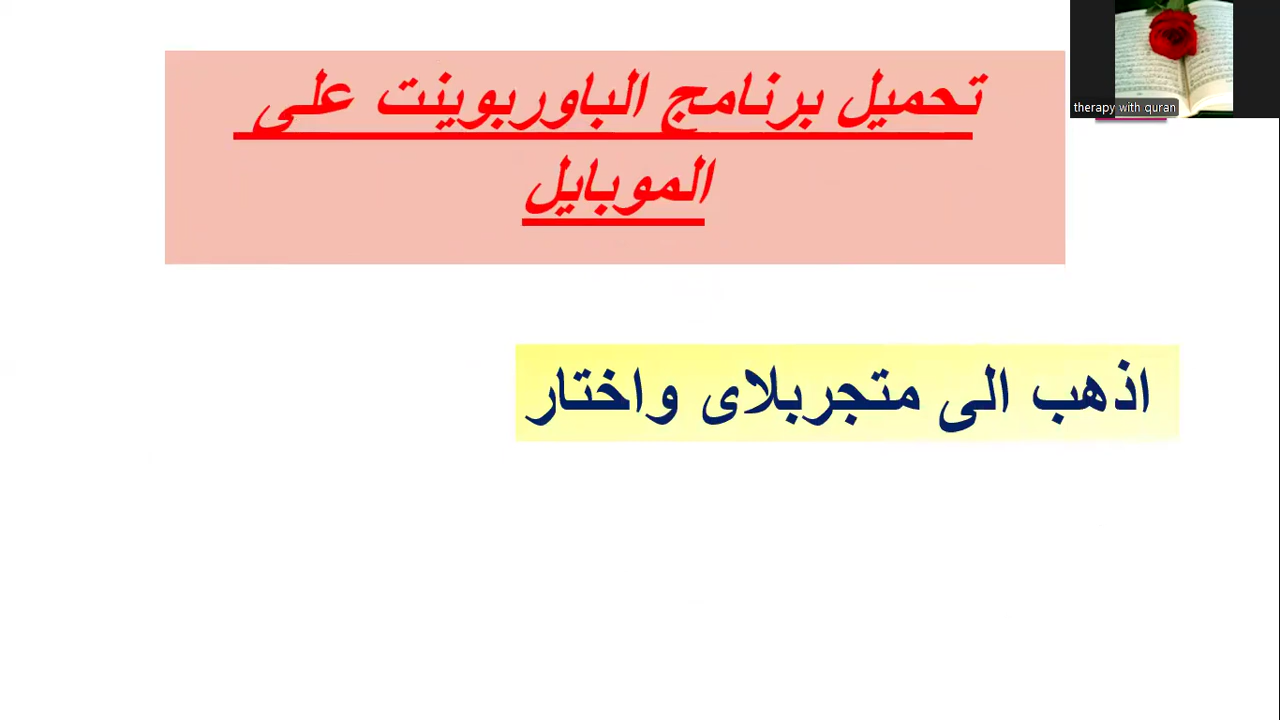 therapy with quran
تحميل برنامج الباوربوينت على
الموبايل
اذهب الى متجربلاى واختار